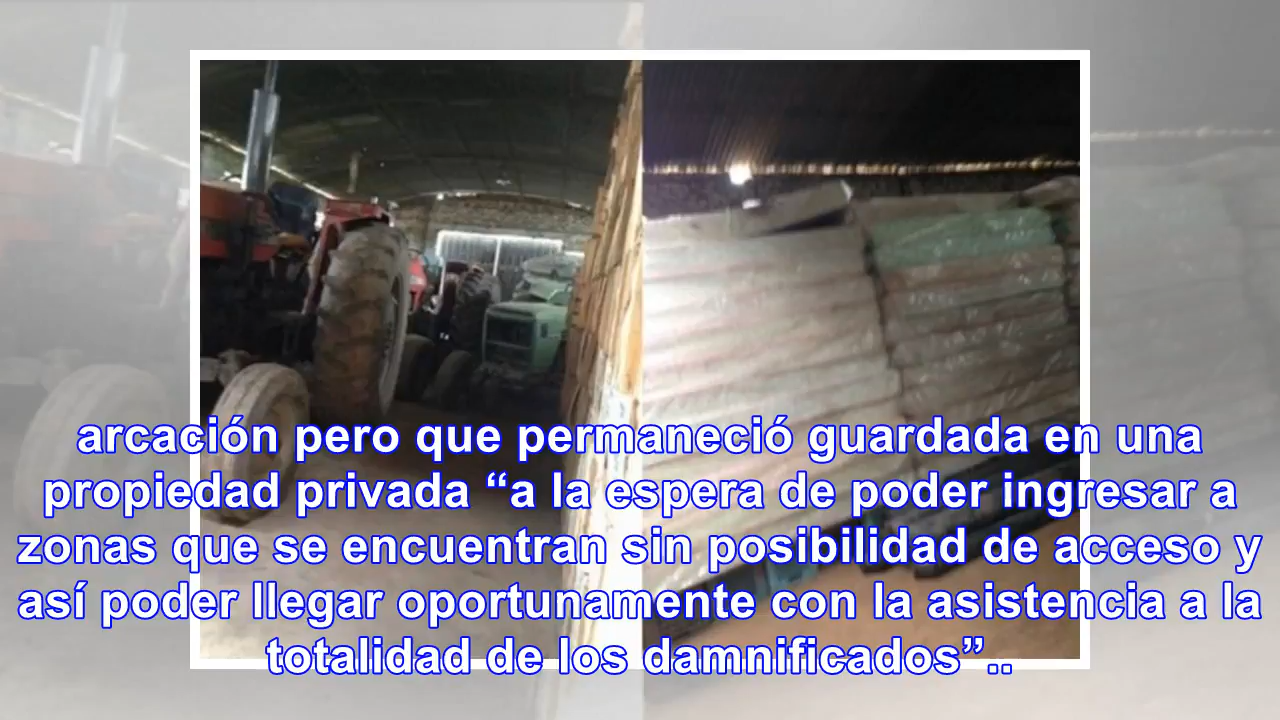 arcación pero que permaneció guardada en una
propiedad privada “a la espera de poder ingresar a
zonas que se encuentran sin posibilidad de acceso y
así poder llegar oportunamente con la asistencia a la
totalidad de los damnificados”..